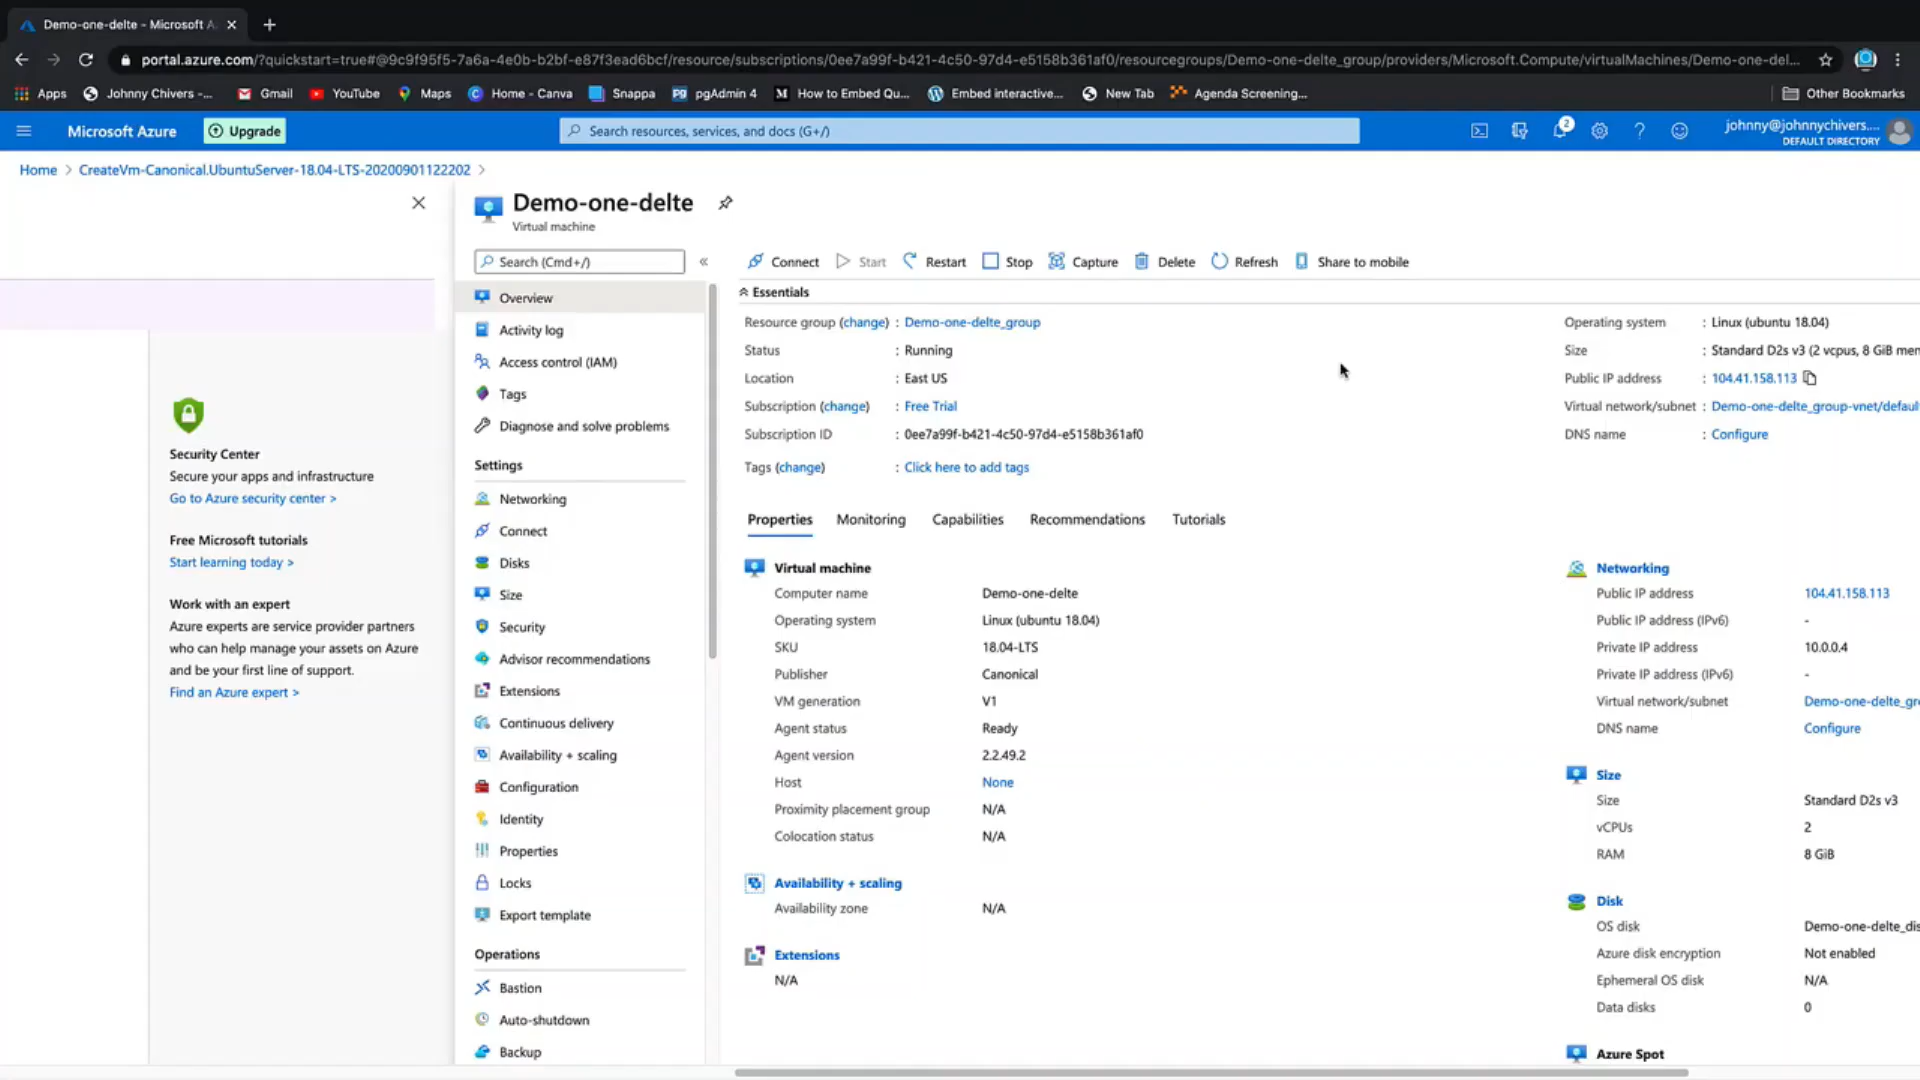 Demo-one-delte - Microsoft A
portal.azure.com/?quickstart=true#@9c9f95f5-7a6a-4e0b-b2bf-e87f3ead6bcf/resource/subscriptions/0ee7a99f-b421-4c50-97d4-e5158b361af0/resourcegroups/Demo-one-delte_group/providers/Microsoft.Compute/virtualMachines/Demo-one-del...
Apps Johnny Chivers -... Gmail YouTube Maps Home - Canva Snappa pgAdmin 4 How to Embed Qu... Embed interactive... New Tab Agenda Screening... Other Bookmarks
Microsoft Azure Upgrade Search resources, services, and docs (G+/) 2 johnny@johnnychivers....
DEFAULT DIRECTORY
Home > CreateVm-Canonical.UbuntuServer-18.04-LTS-20200901122202 >
Demo-one-delte
Virtual machine
Search (Cmd+/) «
Connect Start Restart Stop Capture Delete Refresh Share to mobile
Overview
Activity log
Access control (IAM)
Tags
Diagnose and solve problems
Settings
Networking
Connect
Disks
Size
Security
Advisor recommendations
Extensions
Continuous delivery
Availability + scaling
Configuration
Identity
Properties
Locks
Export template
Operations
Bastion
Auto-shutdown
Backup
Security Center
Secure your apps and infrastructure
Go to Azure security center >
Free Microsoft tutorials
Start learning today >
Work with an expert
Azure experts are service provider partners
who can help manage your assets on Azure
and be your first line of support.
Find an Azure expert >
Essentials
Resource group (change) : Demo-one-delte_group
Status : Running
Location : East US
Subscription (change) : Free Trial
Subscription ID : 0ee7a99f-b421-4c50-97d4-e5158b361af0
Tags (change) : Click here to add tags
Operating system : Linux (ubuntu 18.04)
Size : Standard D2s v3 (2 vcpus, 8 GiB mem
Public IP address : 104.41.158.113
Virtual network/subnet : Demo-one-delte_group-vnet/defaul
DNS name : Configure
Properties Monitoring Capabilities Recommendations Tutorials
Virtual machine
Computer name Demo-one-delte
Operating system Linux (ubuntu 18.04)
SKU 18.04-LTS
Publisher Canonical
VM generation V1
Agent status Ready
Agent version 2.2.49.2
Host None
Proximity placement group N/A
Colocation status N/A
Availability + scaling
Availability zone N/A
Extensions
N/A
Networking
Public IP address 104.41.158.113
Public IP address (IPv6) -
Private IP address 10.0.0.4
Private IP address (IPv6) -
Virtual network/subnet Demo-one-delte_gr
DNS name Configure
Size
Size Standard D2s v3
vCPUs 2
RAM 8 GiB
Disk
OS disk Demo-one-delte_dis
Azure disk encryption Not enabled
Ephemeral OS disk N/A
Data disks 0
Azure Spot